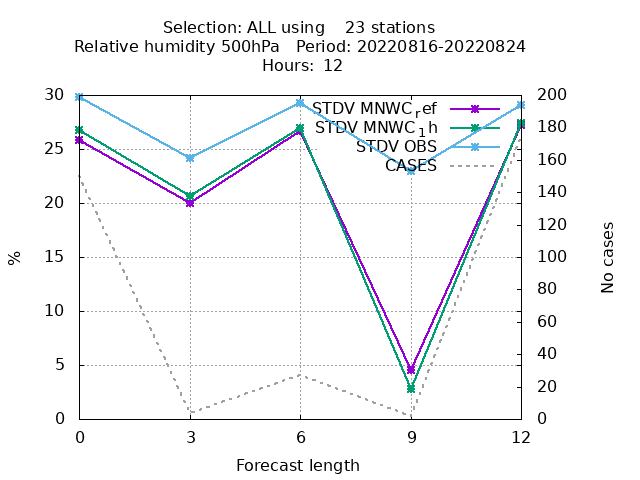 Selection: ALL using    23 stations
Relative humidity 500hPa   Period: 20220816-20220824
Hours: 12
STDV MNWC_ref
STDV MNWC_1h
STDV OBS
CASES
30
25
20
15
10
5
0
200
180
160
140
120
100
80
60
40
20
0
%
No cases
0 3 6 9 12
Forecast length